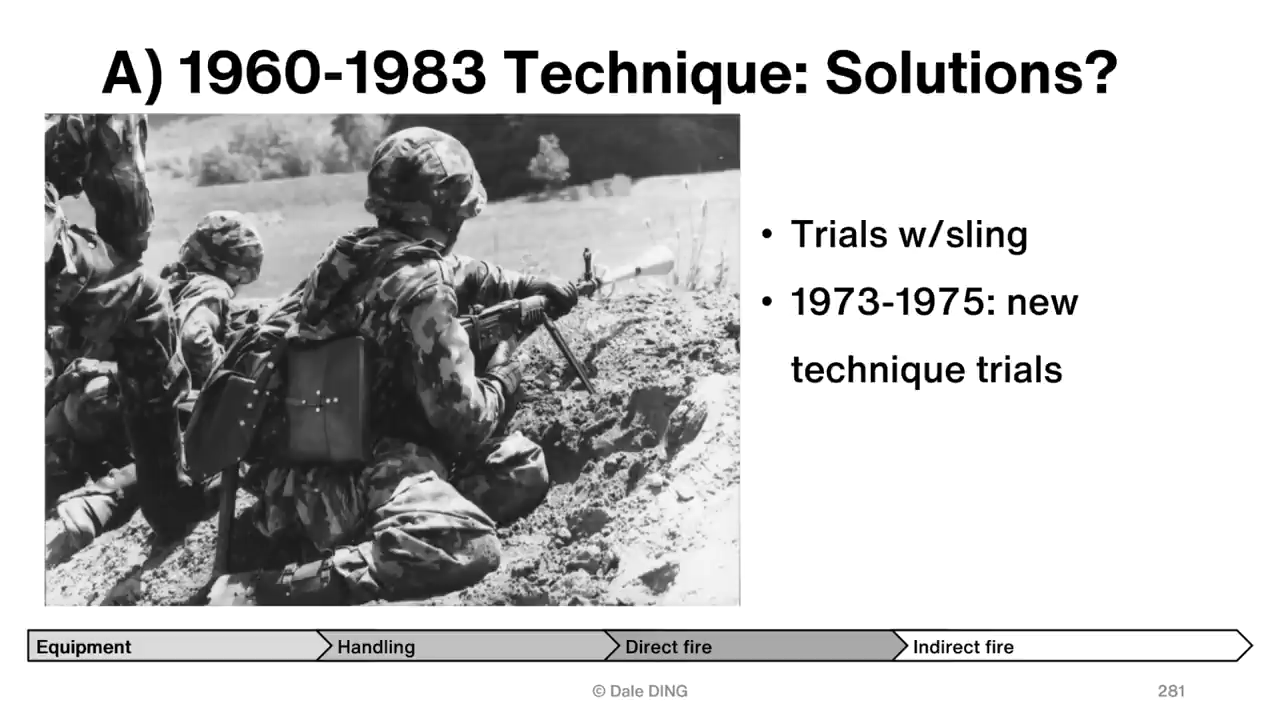 A) 1960-1983 Technique: Solutions?
• Trials w/sling
• 1973-1975: new
technique trials
Equipment
Handling
Direct fire
Indirect fire
© Dale DING
281